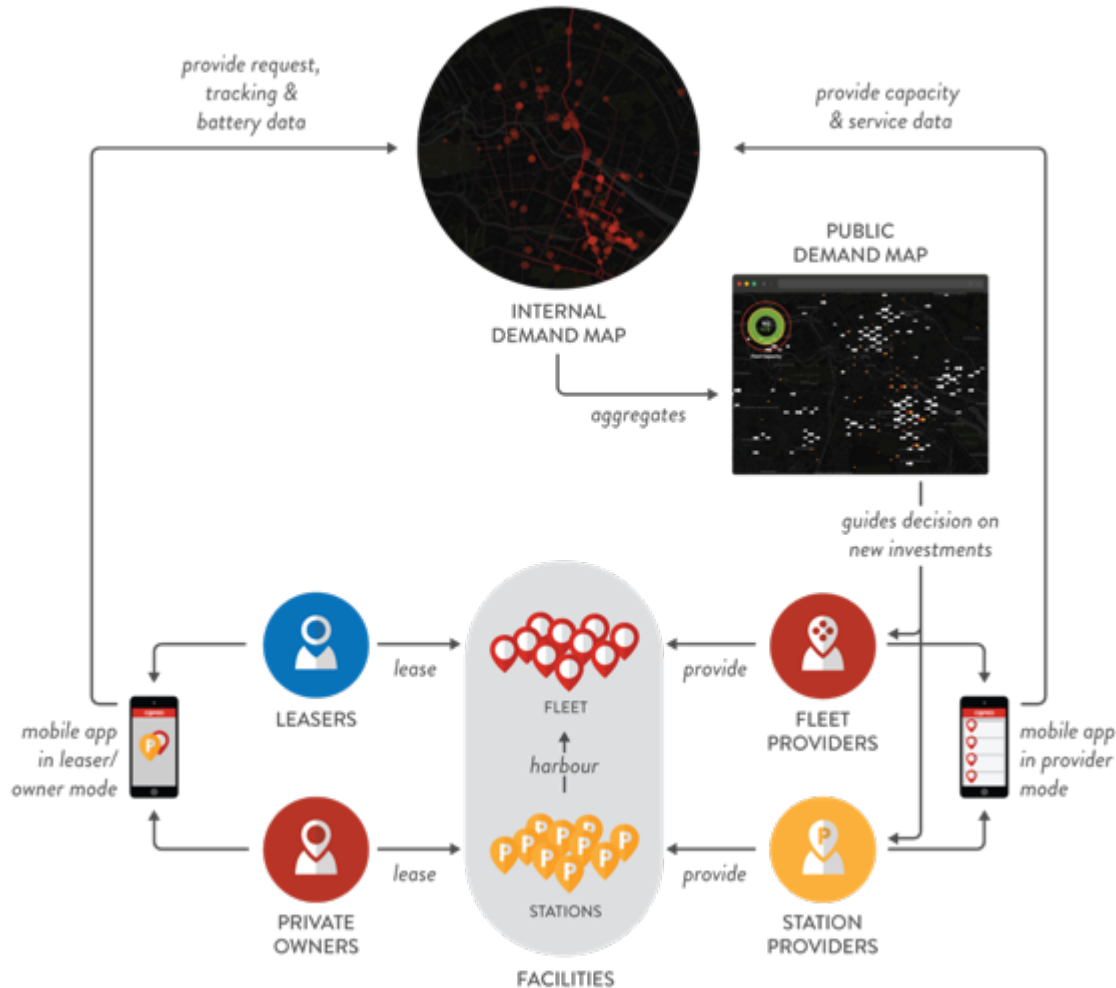 provide request,
tracking &
battery data
provide capacity
& service data
PUBLIC
DEMAND MAP
INTERNAL
DEMAND MAP
aggregates
guides decision on
new investments
lease
provide
FLEET
LEASERS
FLEET
PROVIDERS
mobile app
in leaser/
owner mode
harbour
mobile app
in provider
mode
P
P
P
P
P
P
P
P
P
P
P
lease
provide
STATIONS
PRIVATE
OWNERS
STATION
PROVIDERS
FACILITIES